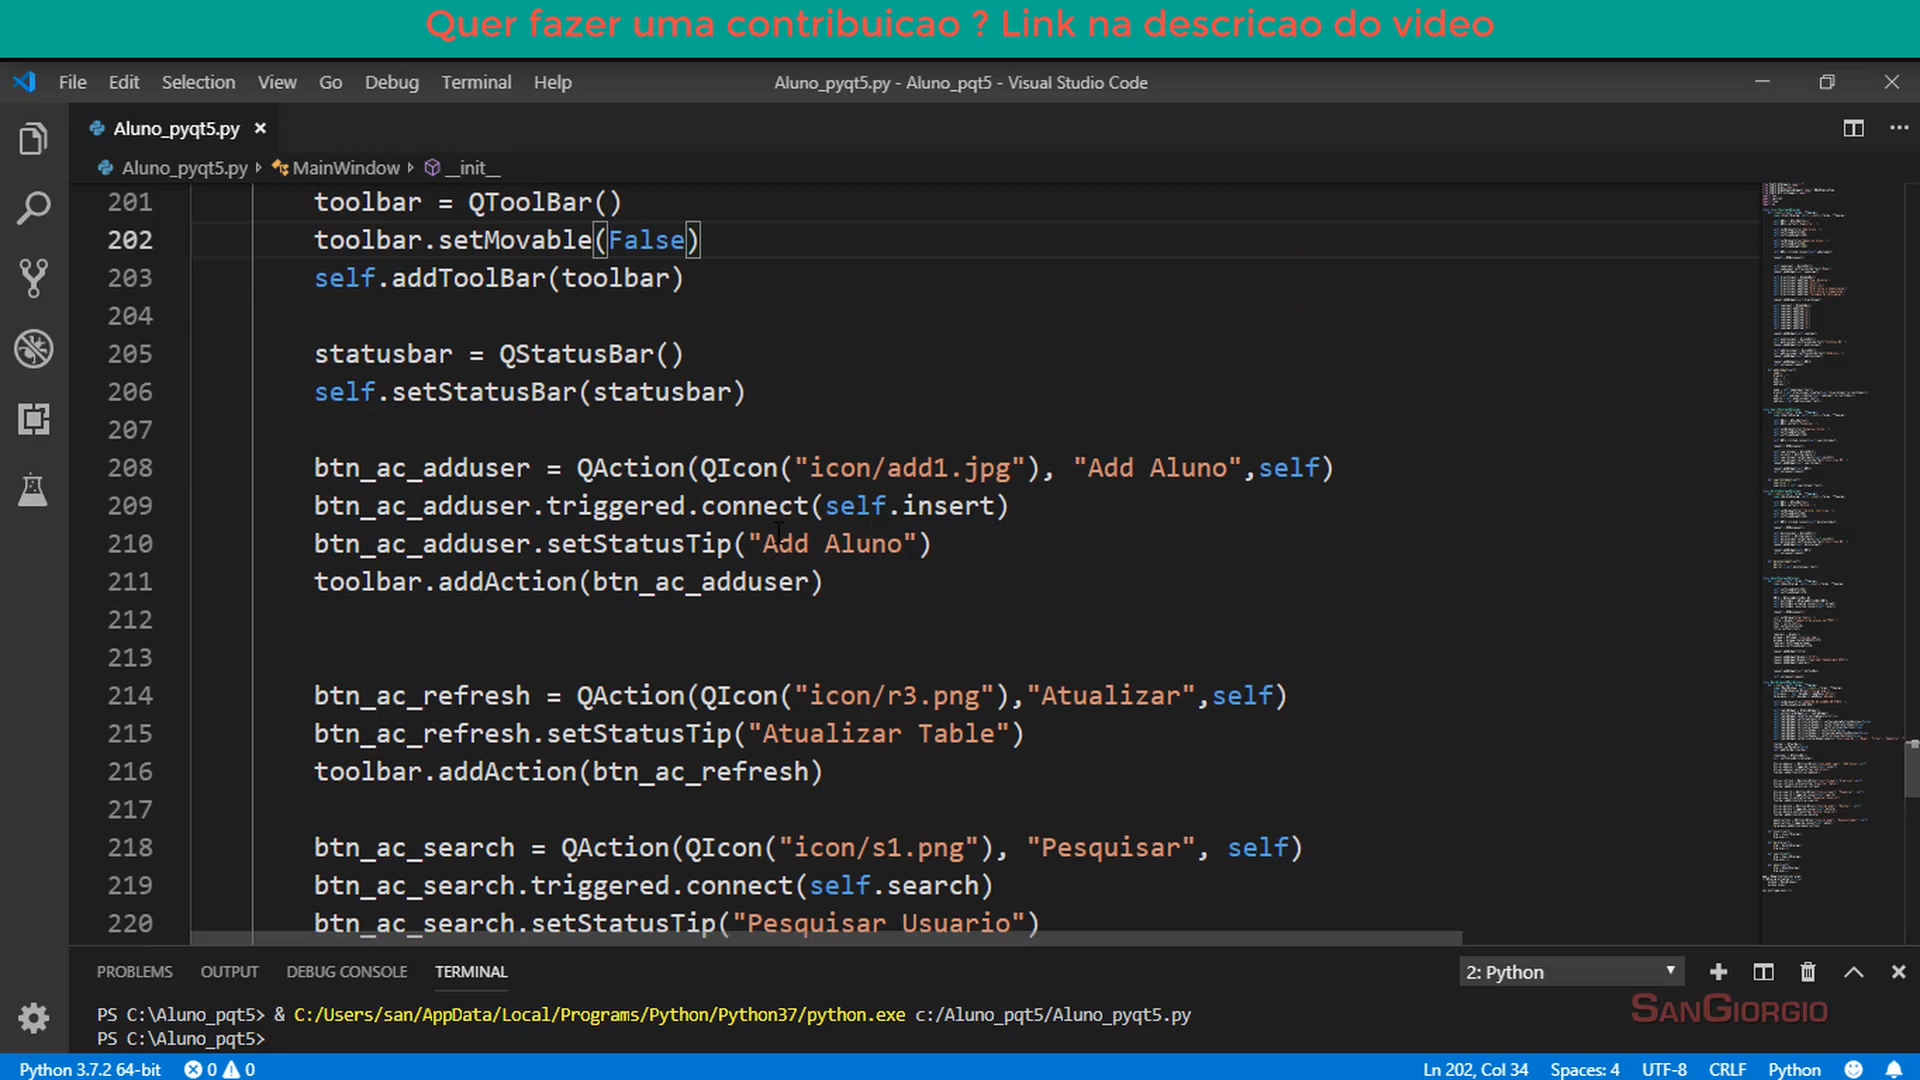 Quer fazer uma contribuicao ? Link na descricao do video
File Edit Selection View Go Debug Terminal Help Aluno_pyqt5.py - Aluno_pqt5 - Visual Studio Code
Aluno_pyqt5.py
Aluno_pyqt5.py MainWindow __init__
201 toolbar = QToolBar()
202 toolbar.setMovable(False)
203 self.addToolBar(toolbar)
204
205 statusbar = QStatusBar()
206 self.setStatusBar(statusbar)
207
208 btn_ac_adduser = QAction(QIcon("icon/add1.jpg"), "Add Aluno",self)
209 btn_ac_adduser.triggered.connect(self.insert)
210 btn_ac_adduser.setStatusTip("Add Aluno")
211 toolbar.addAction(btn_ac_adduser)
212
213
214 btn_ac_refresh = QAction(QIcon("icon/r3.png"),"Atualizar",self)
215 btn_ac_refresh.setStatusTip("Atualizar Table")
216 toolbar.addAction(btn_ac_refresh)
217
218 btn_ac_search = QAction(QIcon("icon/s1.png"), "Pesquisar", self)
219 btn_ac_search.triggered.connect(self.search)
220 btn_ac_search.setStatusTip("Pesquisar Usuario")
PROBLEMS OUTPUT DEBUG CONSOLE TERMINAL 2: Python
PS C:\Aluno_pqt5> & C:/Users/san/AppData/Local/Programs/Python/Python37/python.exe c:/Aluno_pqt5/Aluno_pyqt5.py
PS C:\Aluno_pqt5>
SANGIORGIO
Python 3.7.2 64-bit 0 0 Ln 202, Col 34 Spaces: 4 UTF-8 CRLF Python